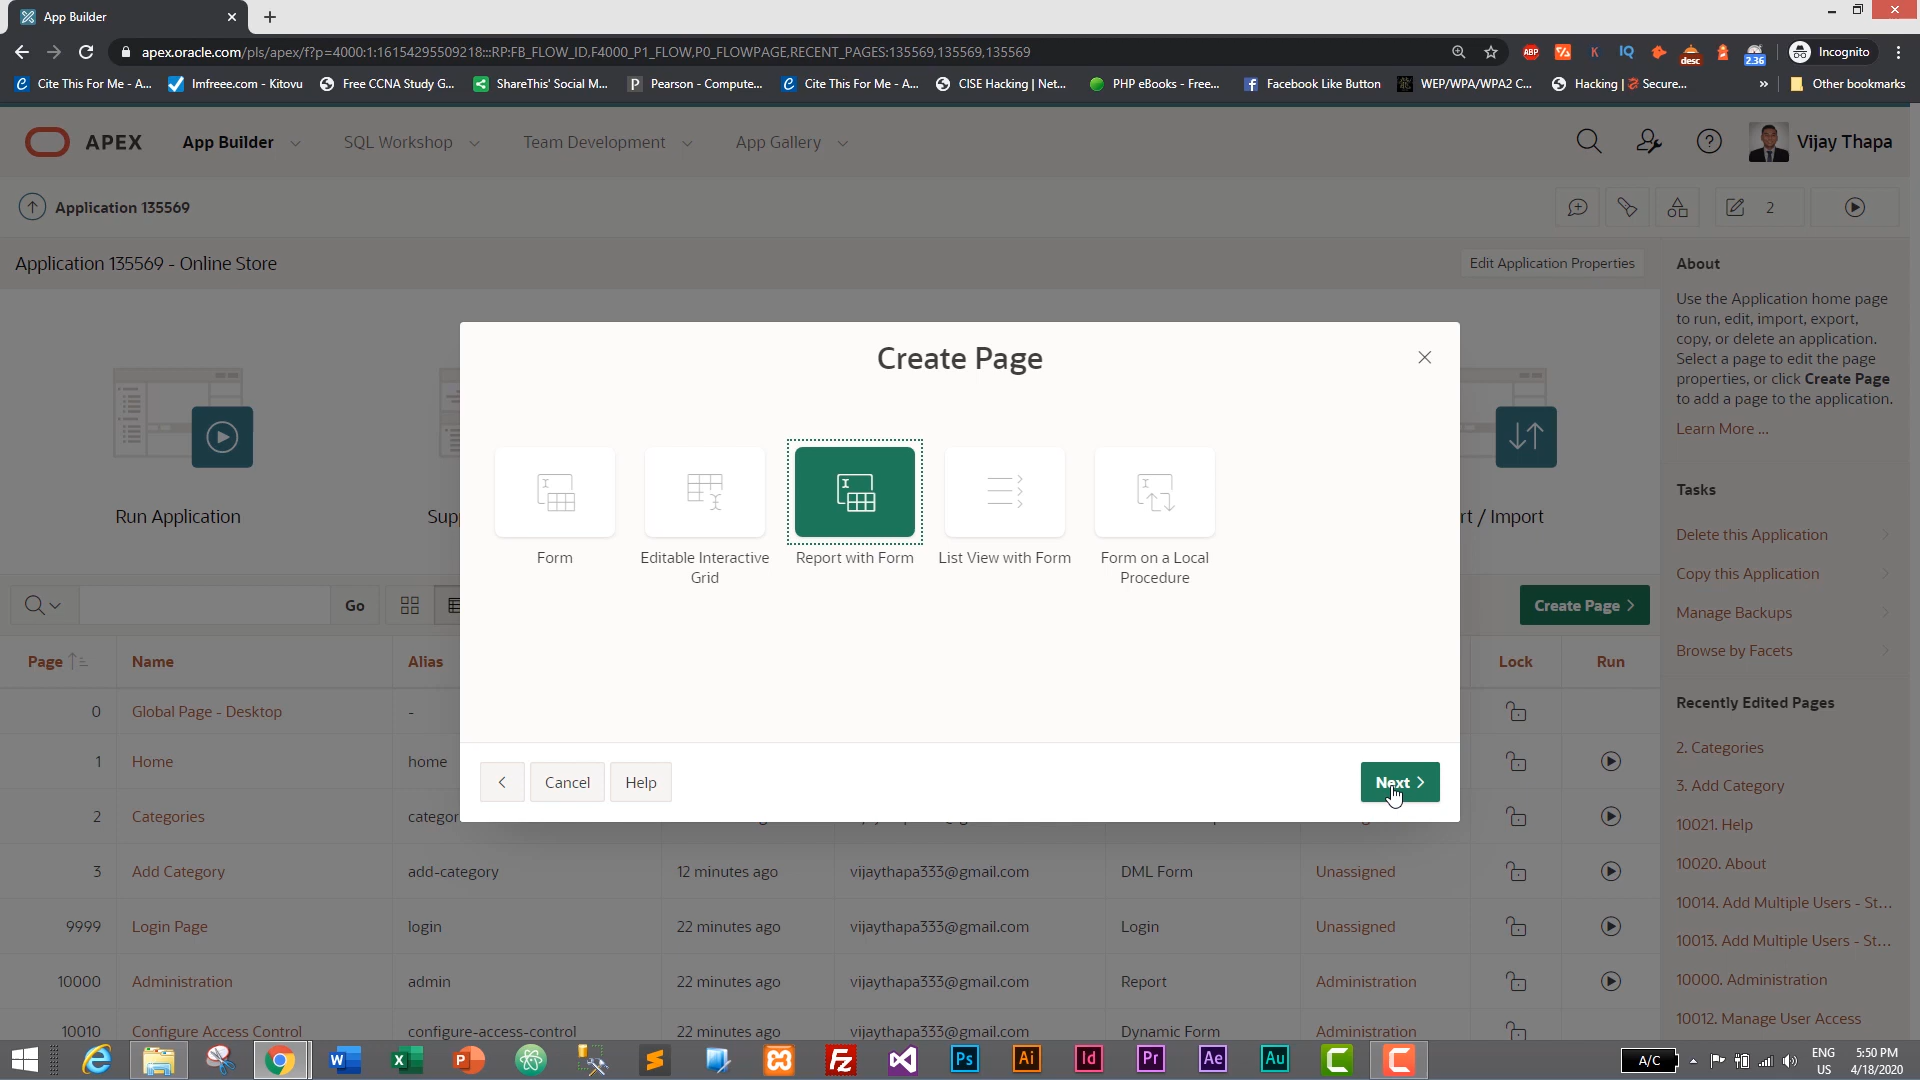 App Builder
apex.oracle.com/pls/apex/f?p=4000:1:16154295509218:::RP:FB_FLOW_ID,F4000_P1_FLOW,P0_FLOWPAGE,RECENT_PAGES:135569,135569,135569
ABP
K
IQ
desc
2.36
Incognito
Cite This For Me - A...
Imfreee.com - Kitovu
Free CCNA Study G...
ShareThis' Social M...
Pearson - Compute...
Cite This For Me - A...
CISE Hacking | Net...
PHP eBooks - Free...
Facebook Like Button
WEP/WPA/WPA2 C...
Hacking | Secure...
»
Other bookmarks
APEX
App Builder
SQL Workshop
Team Development
App Gallery
Vijay Thapa
Application 135569
2
Application 135569 - Online Store
Edit Application Properties
About
Use the Application home page
to run, edit, import, export,
copy, or delete an application.
Select a page to edit the page
properties, or click Create Page
to add a page to the application.
Learn More ...
Create Page
Form
Editable Interactive
Grid
Report with Form
List View with Form
Form on a Local
Procedure
Cancel
Help
Next
Run Application
Sup
rt / Import
Tasks
Delete this Application
Copy this Application
Manage Backups
Browse by Facets
Go
Create Page
Page
Name
Alias
Lock
Run
0
Global Page - Desktop
-
1
Home
home
2
Categories
categor
3
Add Category
add-category
12 minutes ago
vijaythapa333@gmail.com
DML Form
Unassigned
9999
Login Page
login
22 minutes ago
vijaythapa333@gmail.com
Login
Unassigned
10000
Administration
admin
22 minutes ago
vijaythapa333@gmail.com
Report
Administration
10010
Configure Access Control
configure-access-control
22 minutes ago
vijaythapa333@gmail.com
Dynamic Form
Administration
Recently Edited Pages
2. Categories
3. Add Category
10021. Help
10020. About
10014. Add Multiple Users - St...
10013. Add Multiple Users - St...
10000. Administration
10012. Manage User Access
Ps
Ai
Id
Pr
Ae
Au
A/C
ENG
US
5:50 PM
4/18/2020